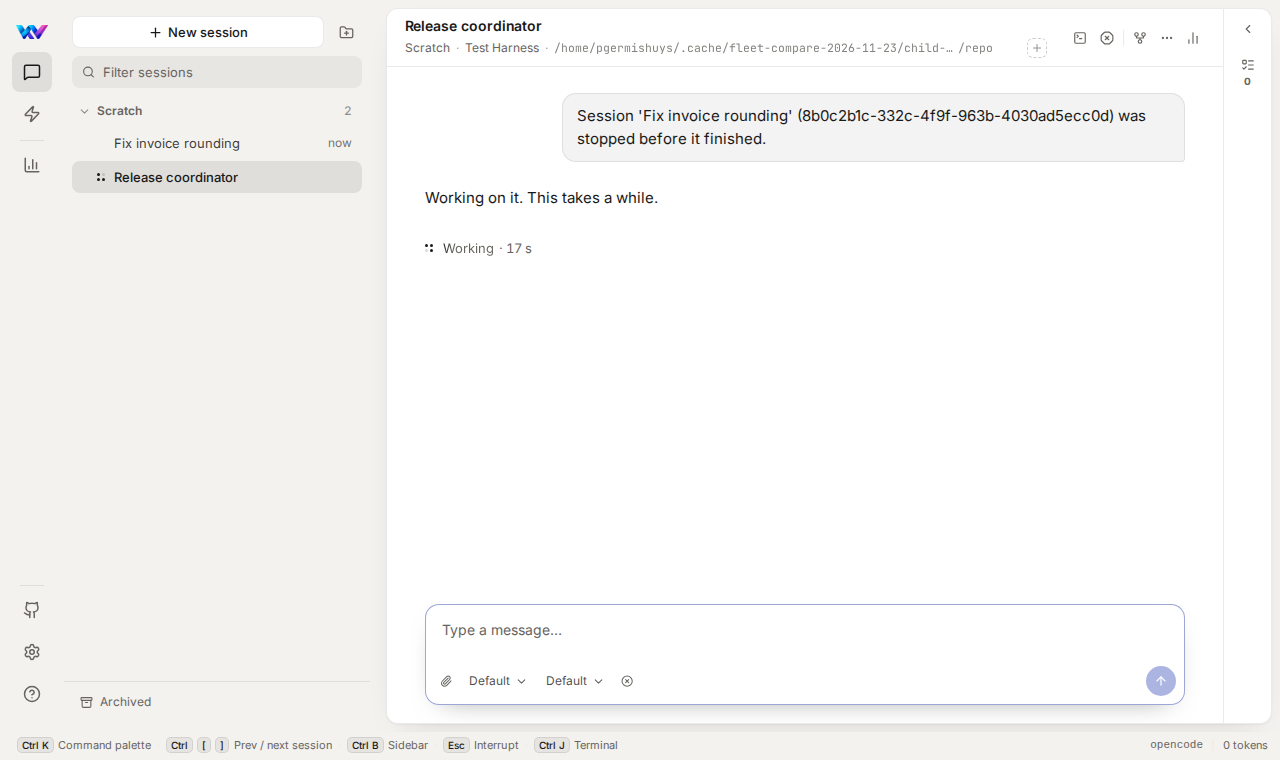 New session
Filter sessions
Scratch 2
Fix invoice rounding now
Release coordinator
Archived
Release coordinator
Scratch · Test Harness · /home/pgermishuys/.cache/fleet-compare-2026-11-23/child-… /repo
0
Session 'Fix invoice rounding' (8b0c2b1c-332c-4f9f-963b-4030ad5ecc0d) was
stopped before it finished.
Working on it. This takes a while.
Working · 17 s
Type a message...
Default Default
Ctrl K Command palette Ctrl [ ] Prev / next session Ctrl B Sidebar Esc Interrupt Ctrl J Terminal opencode 0 tokens